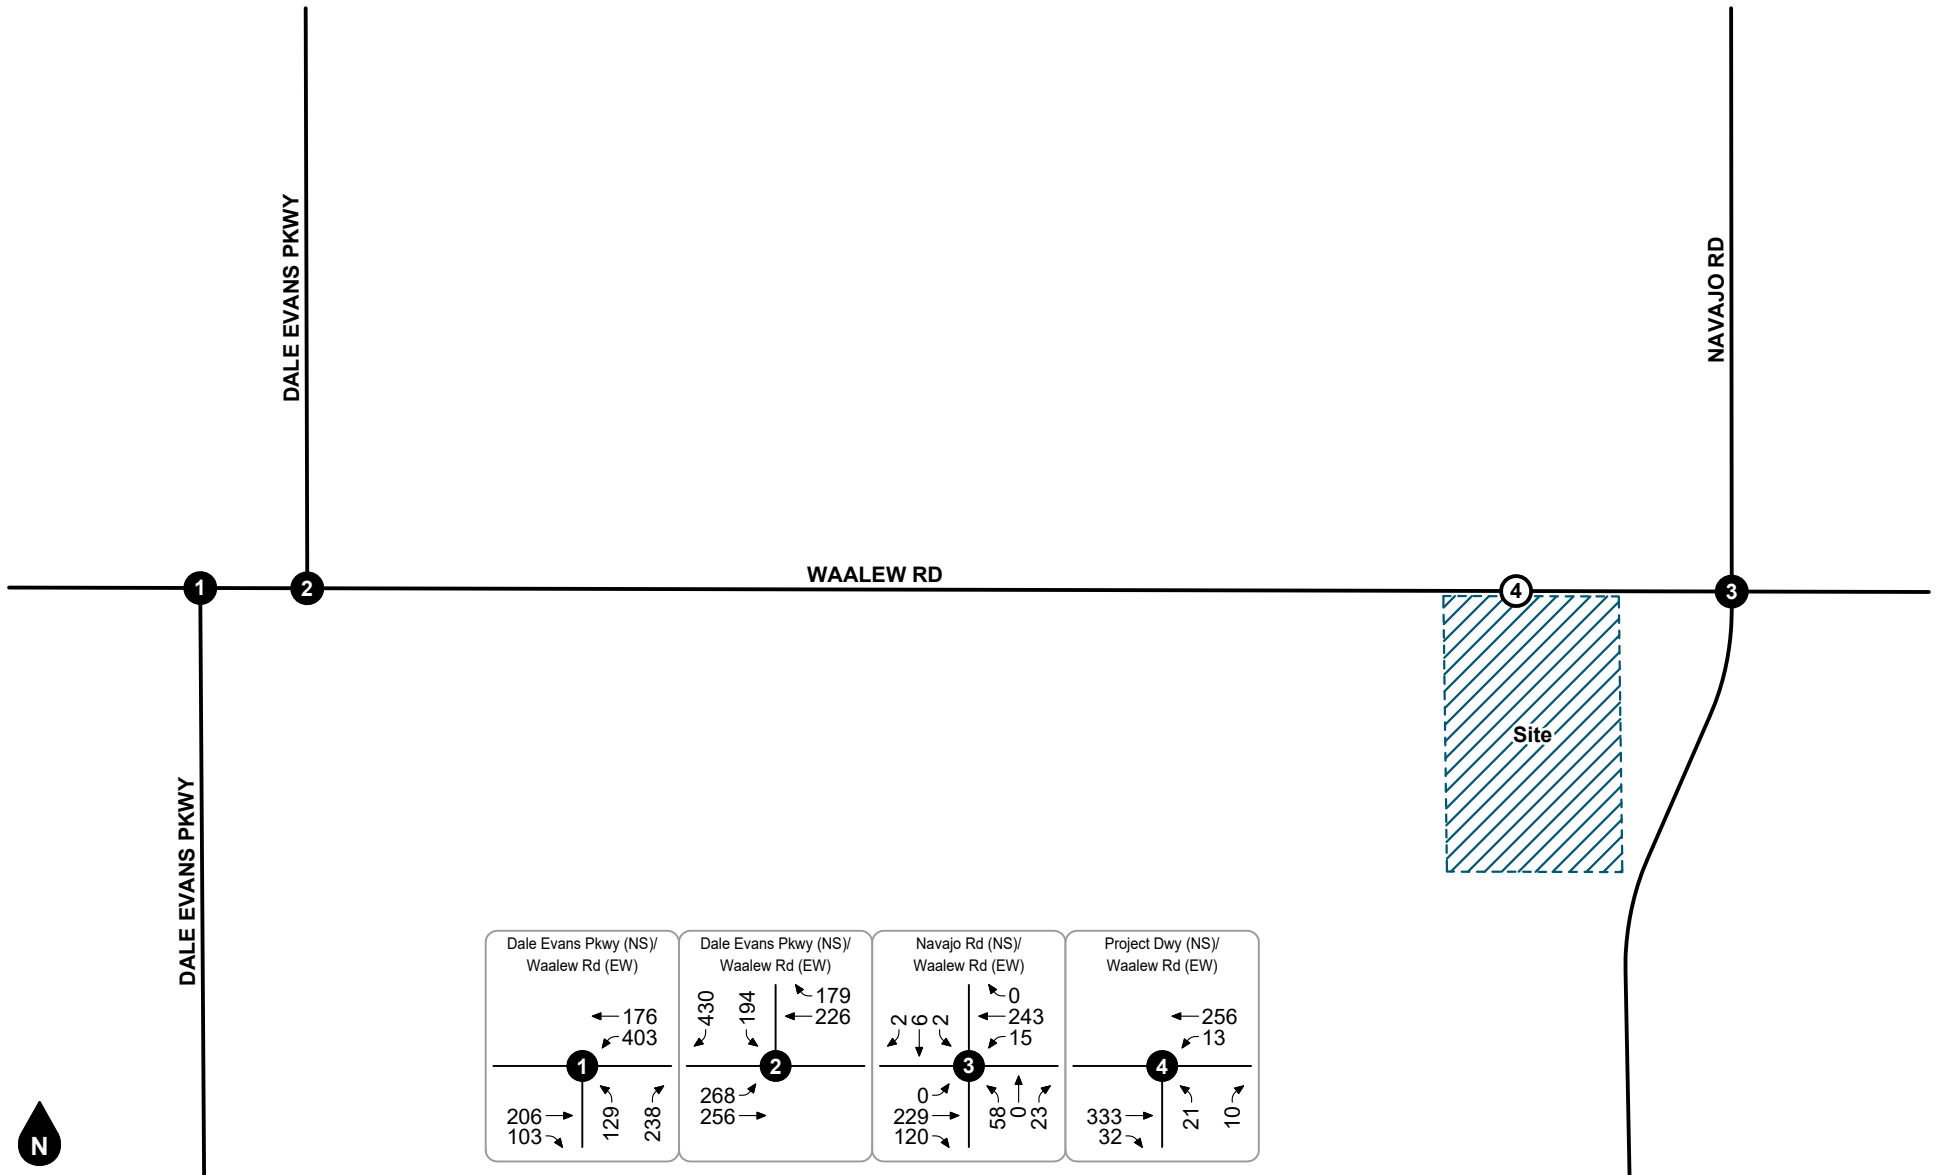 DALE EVANS PKWY
NAVAJO RD
WAALEW RD
1
2
4
3
Site
DALE EVANS PKWY
N
Dale Evans Pkwy (NS)/
Waalew Rd (EW)
176
403
1
206
103
129
238
Dale Evans Pkwy (NS)/
Waalew Rd (EW)
430
194
179
226
2
268
256
Navajo Rd (NS)/
Waalew Rd (EW)
2
6
2
0
243
15
3
0
229
120
58
0
23
Project Dwy (NS)/
Waalew Rd (EW)
256
13
4
333
32
21
10